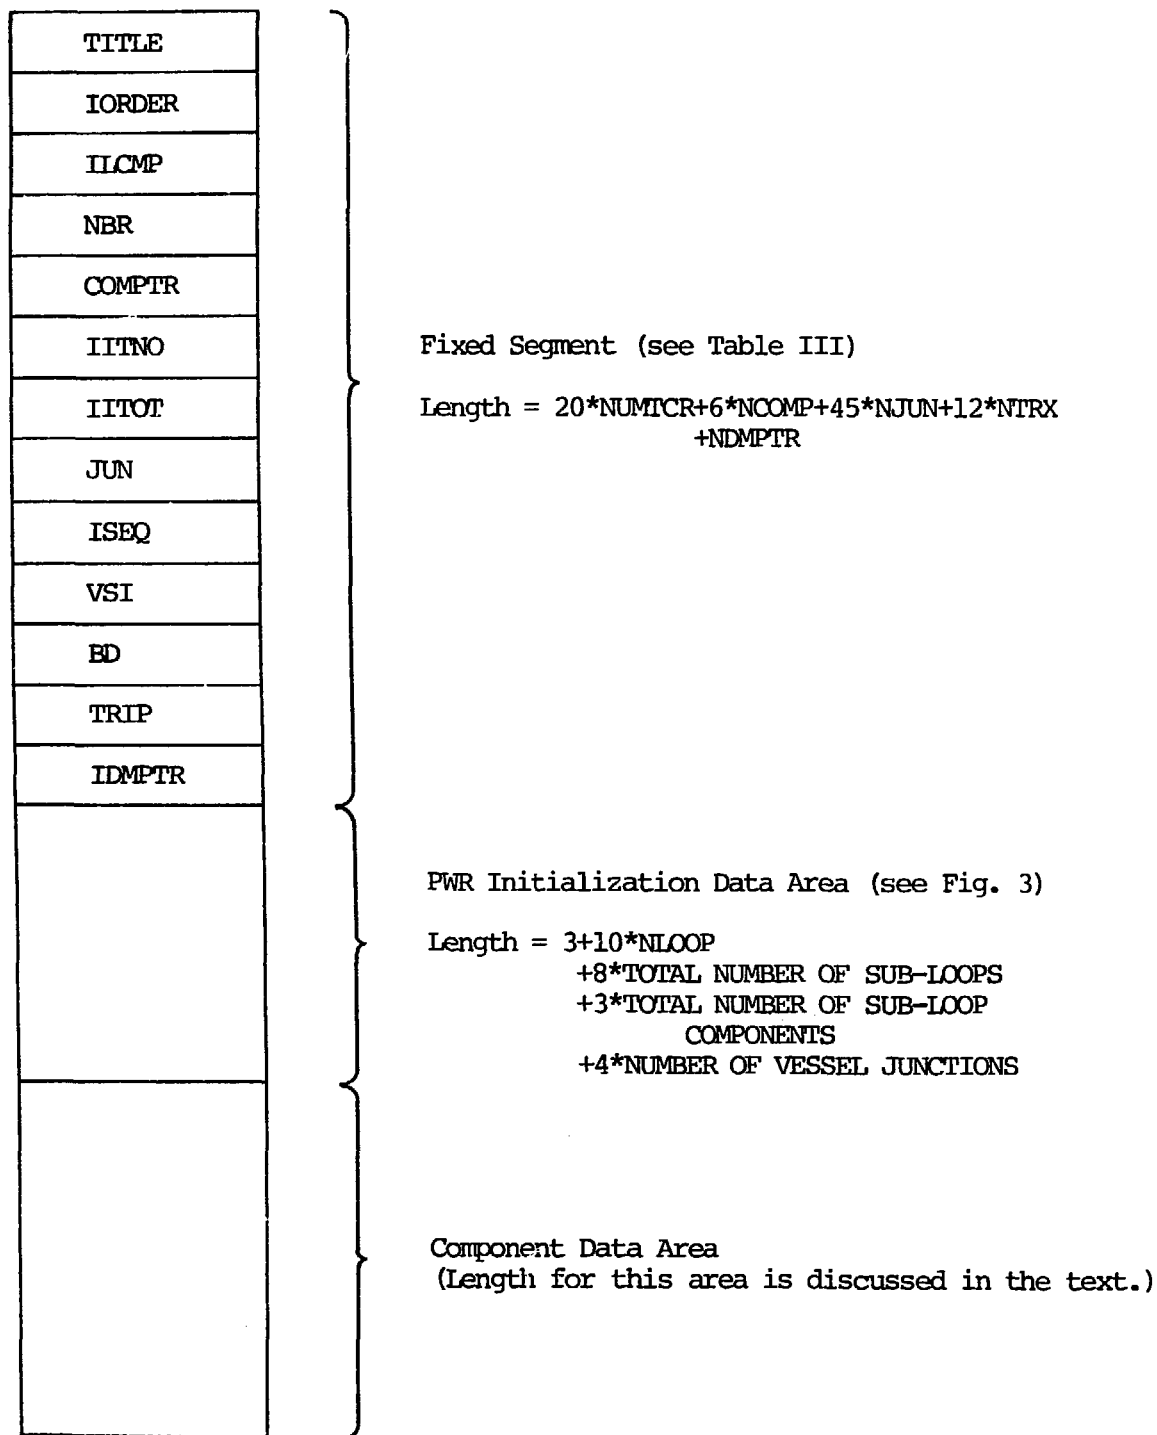 TITLE
IORDER
ILCMP
NBR
COMPTR
IITNO
IITOT
JUN
ISEQ
VSI
BD
TRIP
IDMPTR
Fixed Segment (see Table III)
Length = 20*NUMTCR+6*NCOMP+45*NJUN+12*NTRX
+NDMPTR
PWR Initialization Data Area (see Fig. 3)
Length = 3+10*NLOOP
+8*TOTAL NUMBER OF SUB-LOOPS
+3*TOTAL NUMBER OF SUB-LOOP
COMPONENTS
+4*NUMBER OF VESSEL JUNCTIONS
Component Data Area
(Length for this area is discussed in the text.)